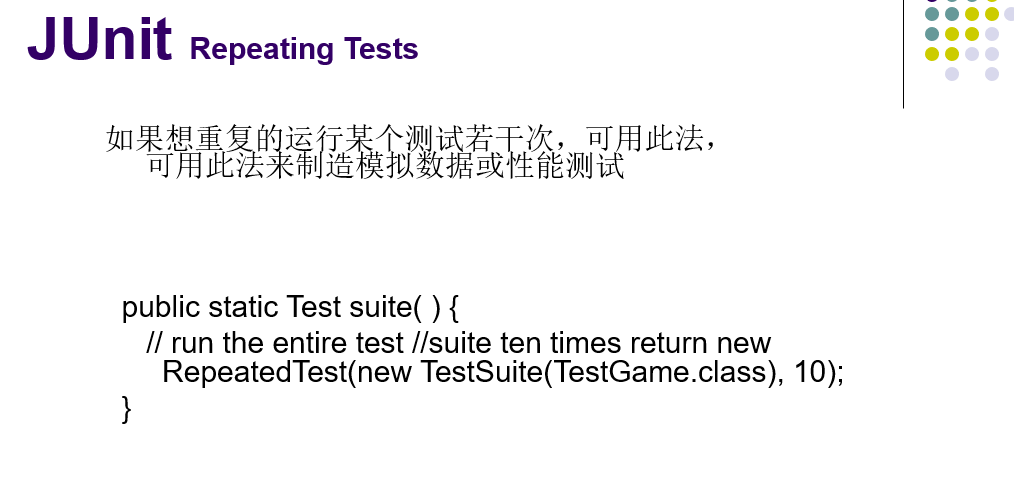 JUnit Repeating Tests
如果想重复的运行某个测试若干次，可用此法，
可用此法来制造模拟数据或性能测试
public static Test suite( ) {
// run the entire test //suite ten times return new
RepeatedTest(new TestSuite(TestGame.class), 10);
}